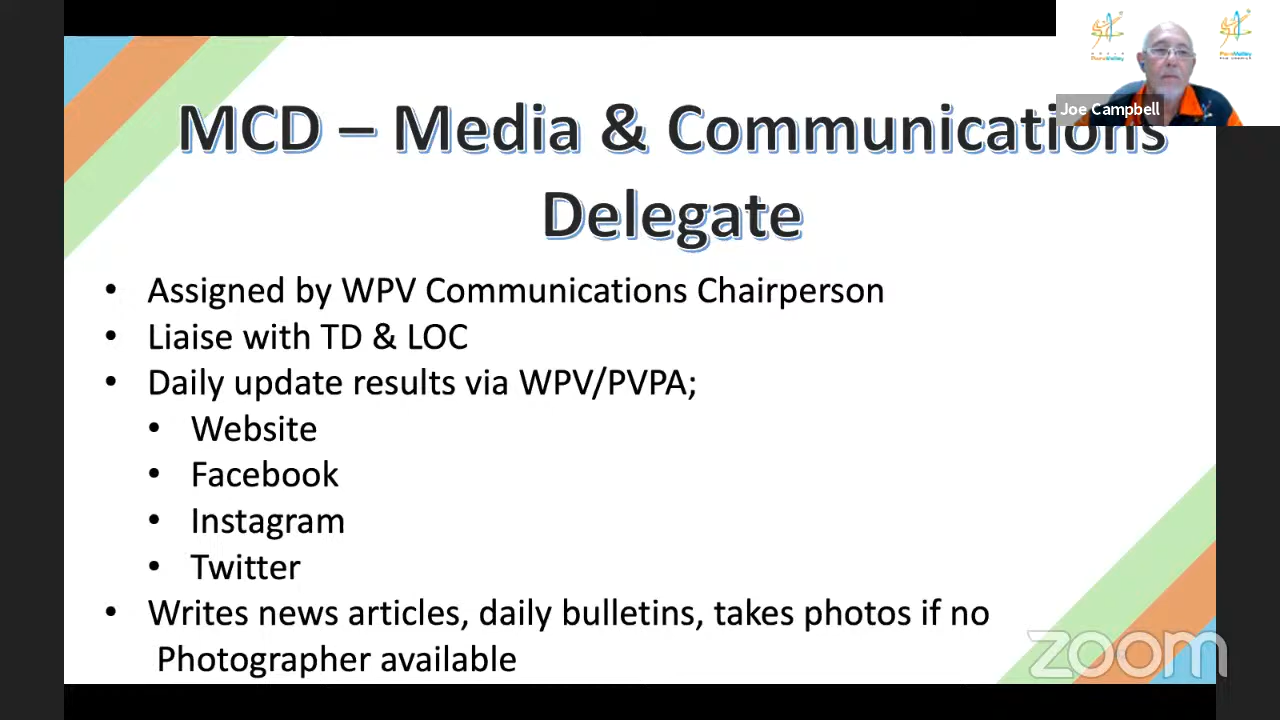 Joe Campbell
MCD – Media & Communications
Delegate
• Assigned by WPV Communications Chairperson
• Liaise with TD & LOC
• Daily update results via WPV/PVPA;
• Website
• Facebook
• Instagram
• Twitter
• Writes news articles, daily bulletins, takes photos if no
Photographer available
zoom